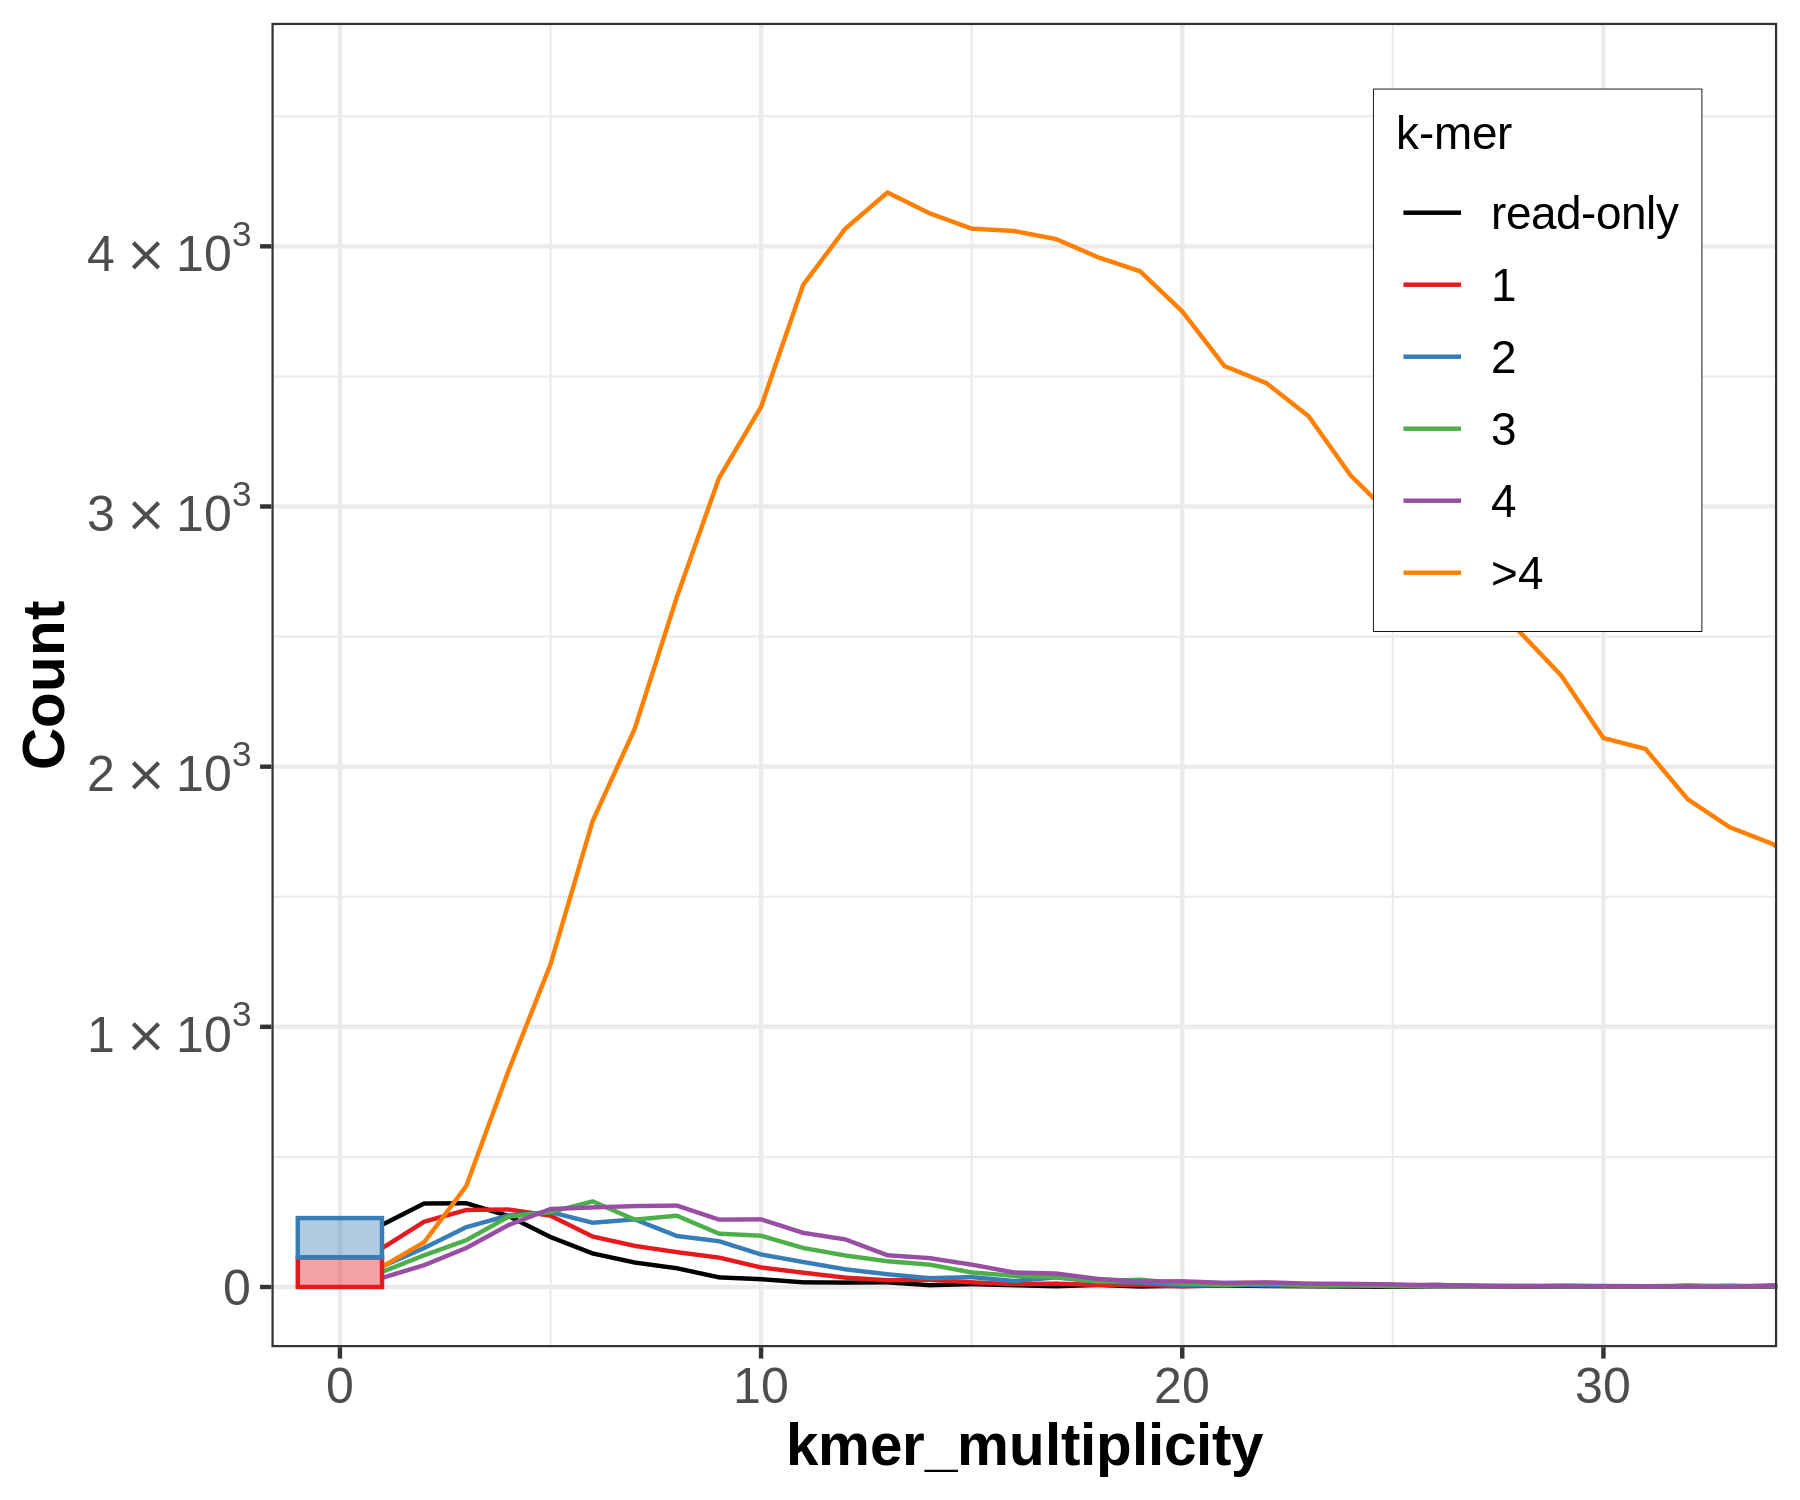 k-mer
read-only
1
2
3
4
>4
4 × 10³
3 × 10³
2 × 10³
1 × 10³
0
Count
0 10 20 30
kmer_multiplicity